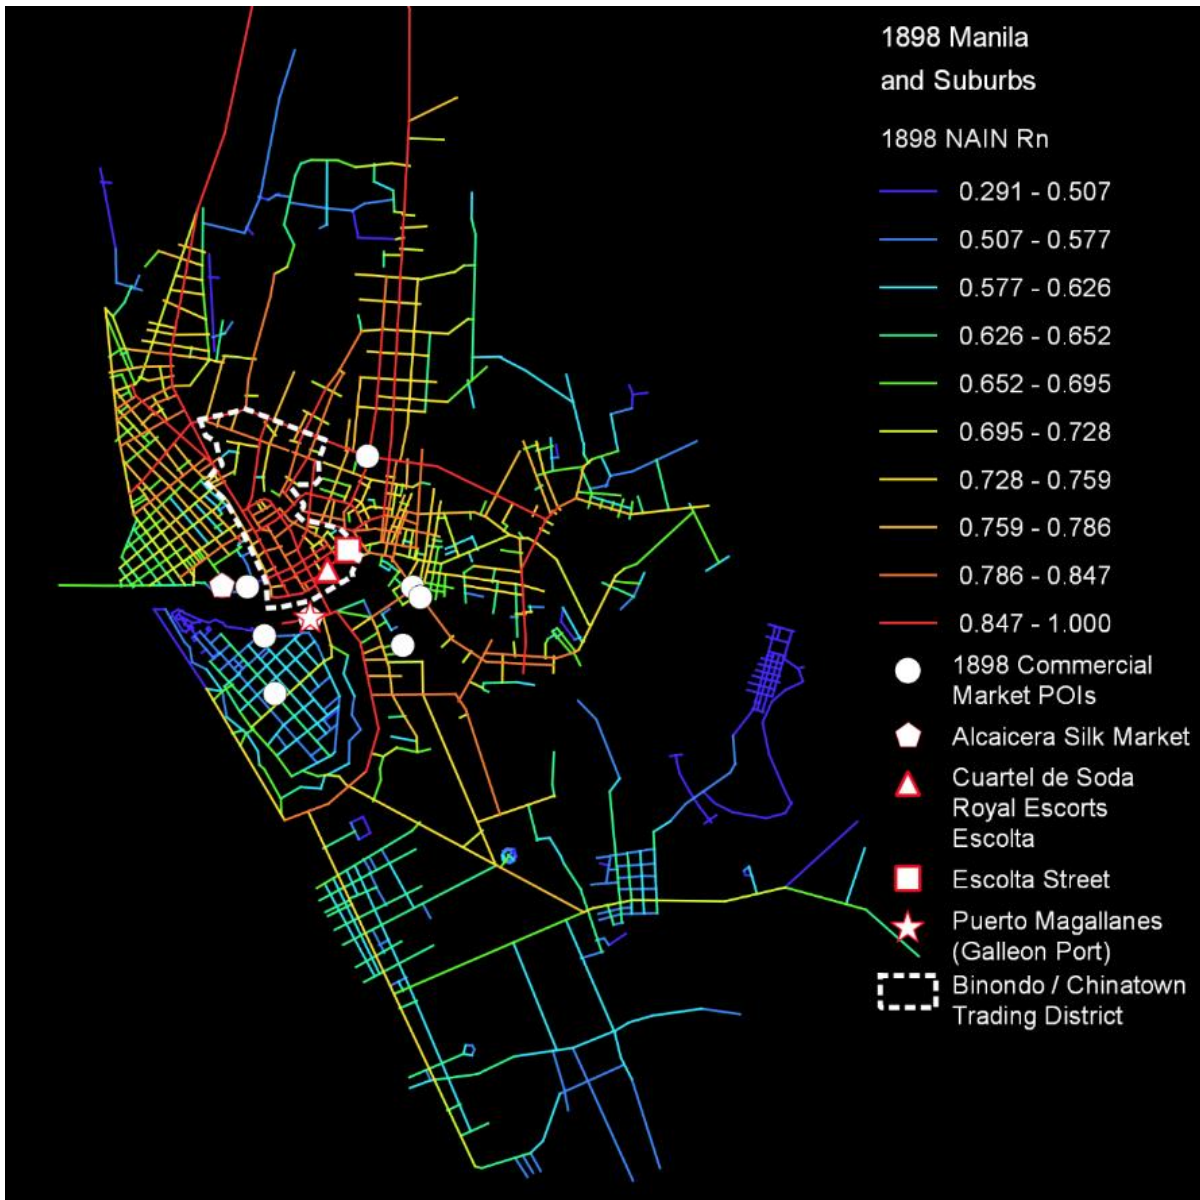 1898 Manila
and Suburbs
1898 NAIN Rn
0.291 - 0.507
0.507 - 0.577
0.577 - 0.626
0.626 - 0.652
0.652 - 0.695
0.695 - 0.728
0.728 - 0.759
0.759 - 0.786
0.786 - 0.847
0.847 - 1.000
1898 Commercial
Market POIs
Alcaicera Silk Market
Cuartel de Soda
Royal Escorts
Escolta
Escolta Street
Puerto Magallanes
(Galleon Port)
Binondo / Chinatown
Trading District